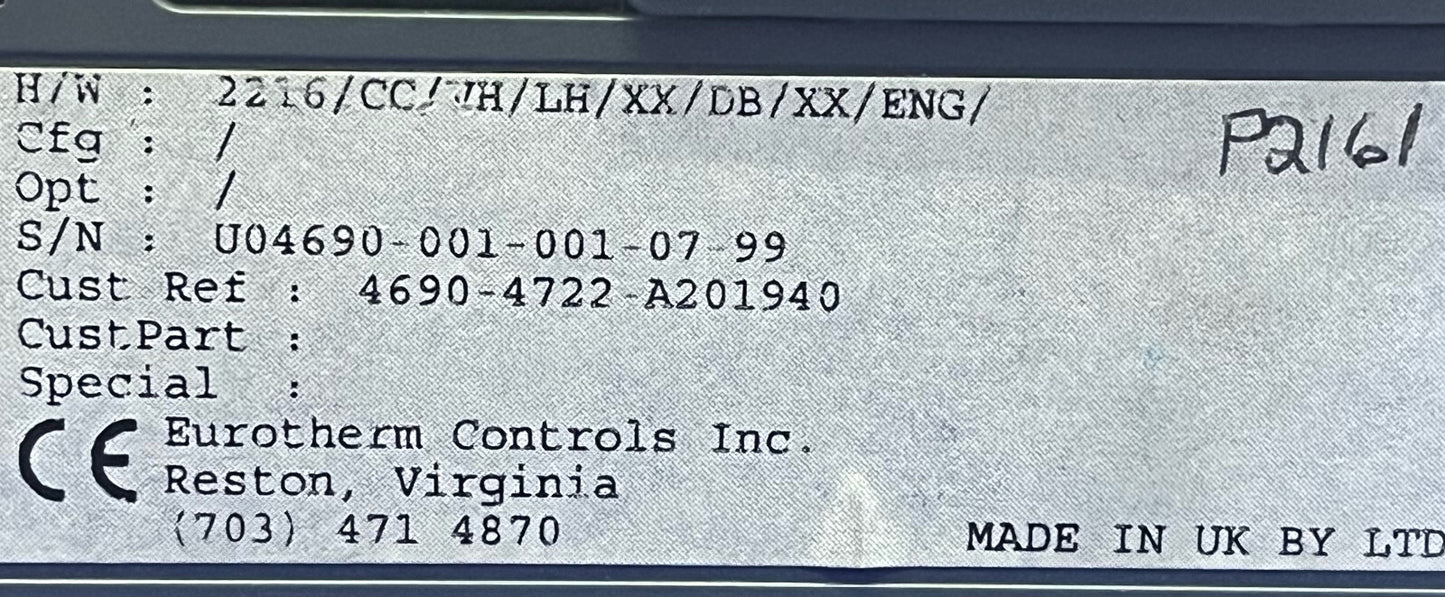 H/W : 2216/CC/VH/LH/XX/DB/XX/ENG/
P2161
Cfg : /
Opt : /
S/N : U04690-001-001-07-99
Cust Ref : 4690-4722-A201940
CustPart :
Special :
CE Eurotherm Controls Inc.
Reston, Virginia
(703) 471 4870
MADE IN UK BY LTD